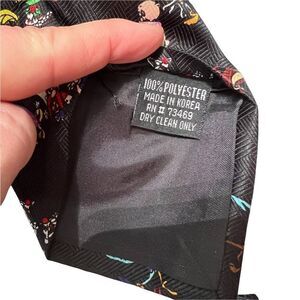 100% POLYESTER
MADE IN KOREA
RN # 73469
DRY CLEAN ONLY